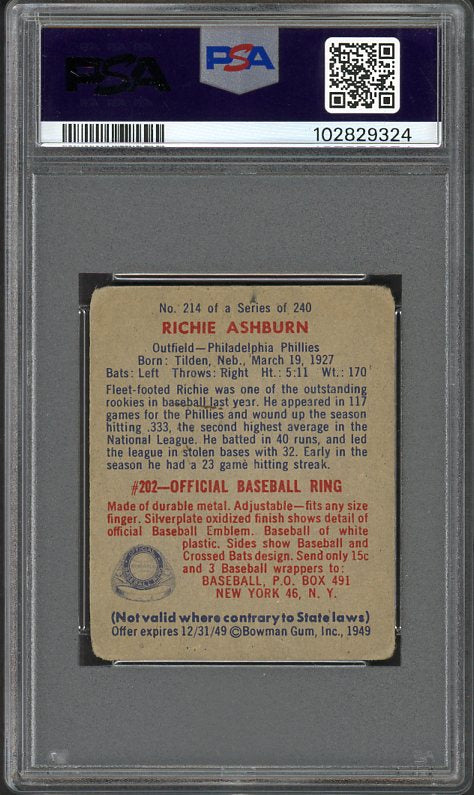 PSA
PSA
102829324
No. 214 of a Series of 240
RICHIE ASHBURN
Outfield—Philadelphia Phillies
Born: Tilden, Neb., March 19, 1927
Bats: Left Throws: Right Ht.: 5:11 Wt.: 170
Fleet-footed Richie was one of the outstanding
rookies in baseball last year. He appeared in 117
games for the Phillies and wound up the season
hitting .333, the second highest average in the
National League. He batted in 40 runs, and led
the league in stolen bases with 32. Early in the
season he had a 23 game hitting streak.
#202—OFFICIAL BASEBALL RING
Made of durable metal. Adjustable—fits any size
finger. Silverplate oxidized finish shows detail of
official Baseball Emblem. Baseball of white
plastic. Sides show Baseball and
Crossed Bats design. Send only 15c
and 3 Baseball wrappers to:
BASEBALL, P.O. BOX 491
NEW YORK 46, N. Y.
(Not valid where contrary to State laws)
Offer expires 12/31/49 ©Bowman Gum, Inc., 1949